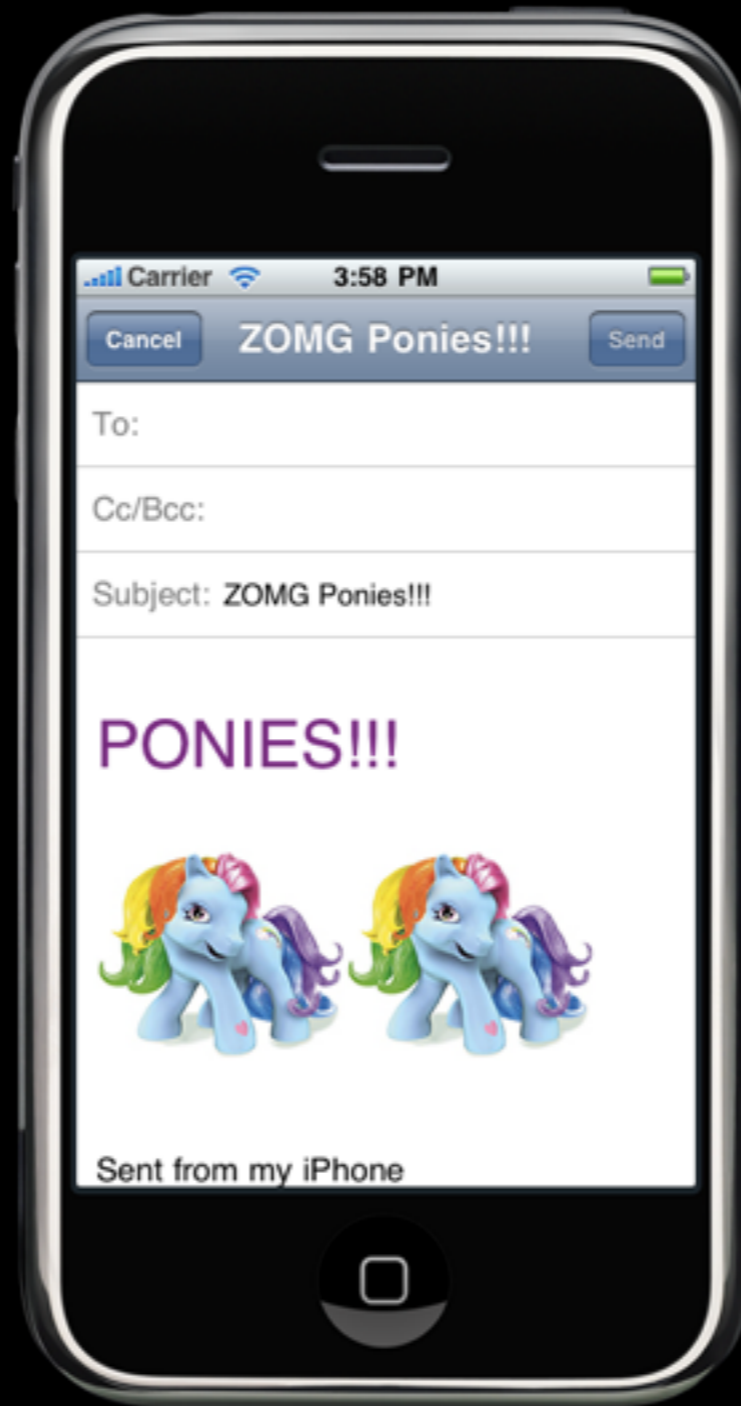 Carrier 3:58 PM
Cancel ZOMG Ponies!!! Send
To:
Cc/Bcc:
Subject: ZOMG Ponies!!!
PONIES!!!
Sent from my iPhone